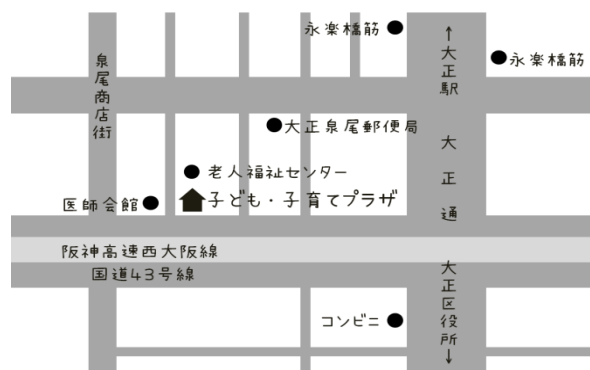 永楽橋筋
↑大正駅
永楽橋筋
泉尾商店街
大正泉尾郵便局
大正通
老人福祉センター
子ども・子育てプラザ
医師会館
阪神高速西大阪線
国道43号線
大正区役所↓
コンビニ